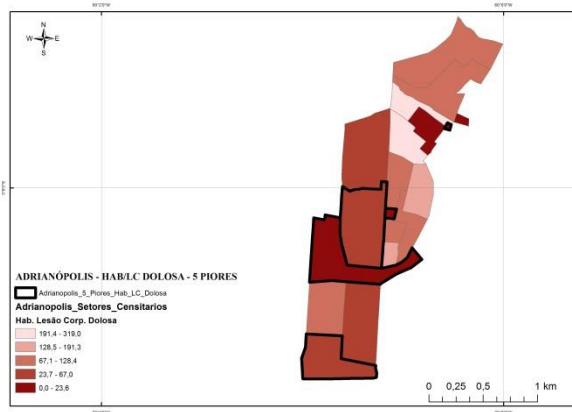 N
W E
S
ADRIANÓPOLIS - HAB/LC DOLOSA - 5 PIORES
Adrianopolis_5_Piores_Hab_LC_Dolosa
Adrianopolis_Setores_Censitarios
Hab. Lesão Corp. Dolosa
191,4 - 319,0
128,5 - 191,3
67,1 - 128,4
23,7 - 67,0
0,0 - 23,6
0 0,25 0,5 1 km